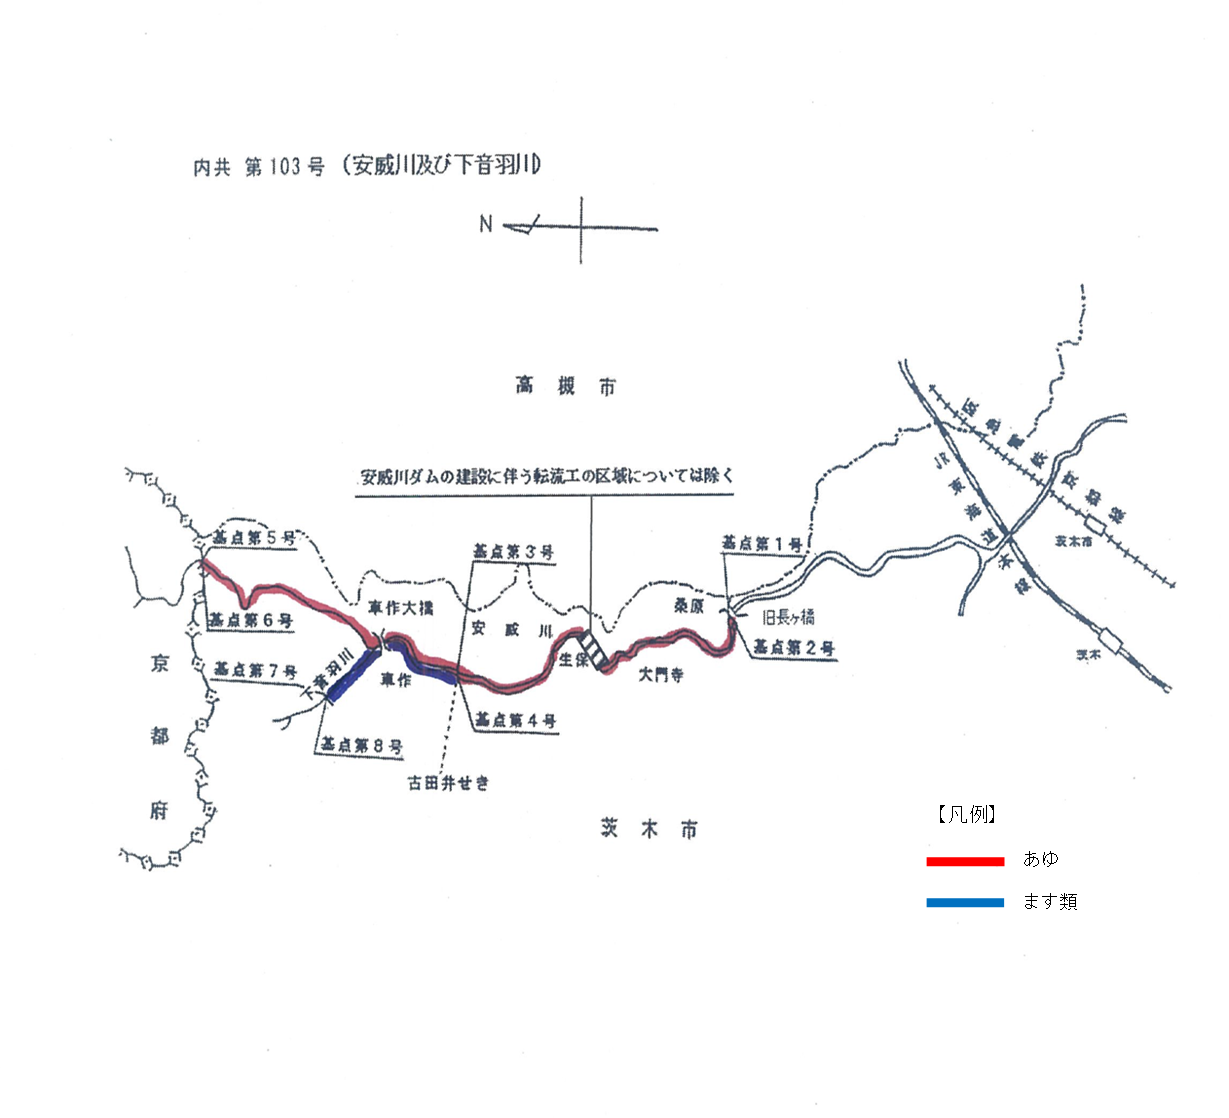 内共 第103号 (安威川及び下音羽川)
N
高槻市
安威川ダムの建設に伴う転流工の区域については除く
阪急電鉄京都線
JR東海道本線
茨木市
茨木
基点第5号
基点第3号
基点第1号
車作大橋
桑原
旧長ヶ橋
基点第6号
安威川
基点第2号
生保
大門寺
京都府
基点第7号
下音羽川
車作
基点第4号
基点第8号
古田井せき
茨木市
【凡例】
あゆ
ます類